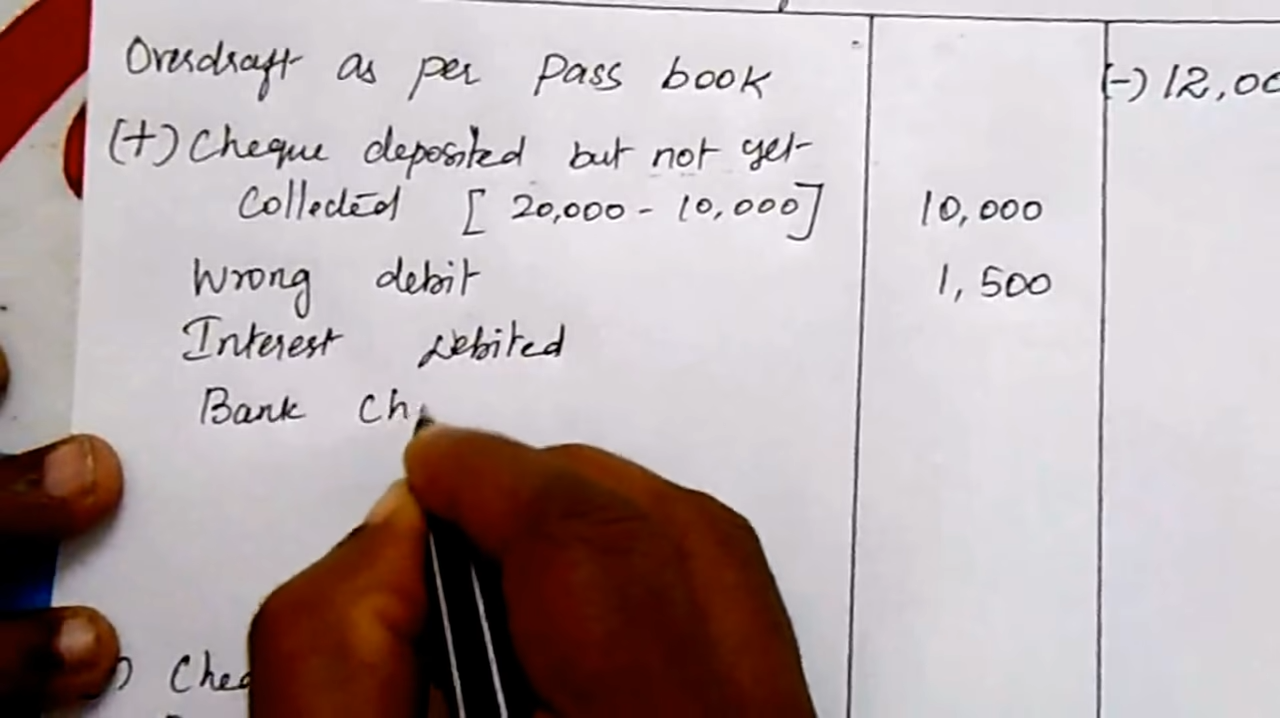 Overdraft as per Pass book (-) 12,00
(+) Cheque deposited but not yet
Collected [ 20,000 - 10,000] 10,000
Wrong debit 1,500
Interest Debited
Bank Ch